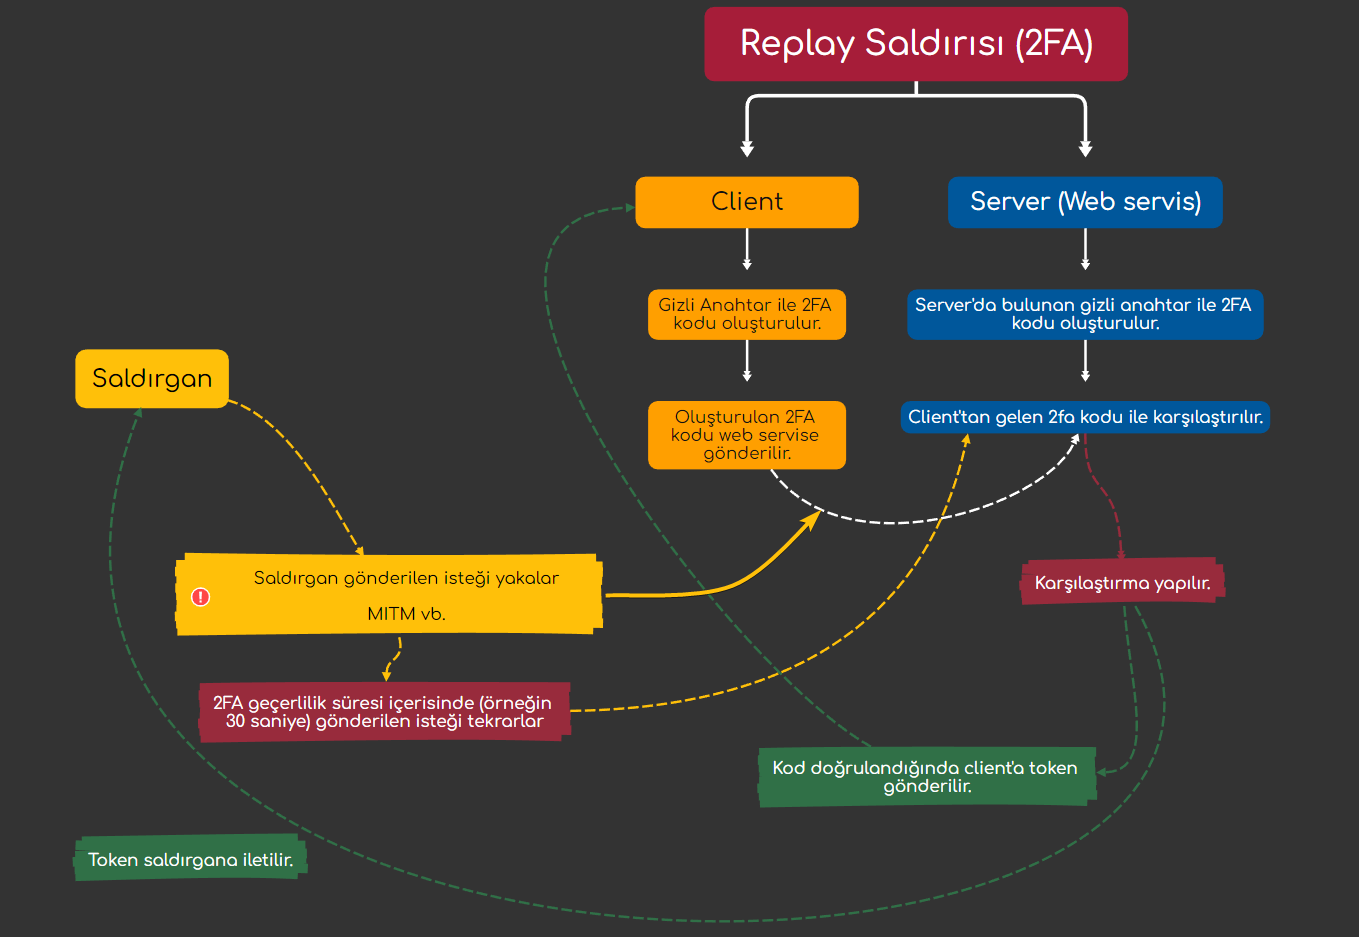 Replay Saldırısı (2FA)
Client
Server (Web servis)
Gizli Anahtar ile 2FA
kodu oluşturulur.
Server'da bulunan gizli anahtar ile 2FA
kodu oluşturulur.
Saldırgan
Oluşturulan 2FA
kodu web servise
gönderilir.
Client'tan gelen 2fa kodu ile karşılaştırılır.
Saldırgan gönderilen isteği yakalar
MITM vb.
Karşılaştırma yapılır.
2FA geçerlilik süresi içerisinde (örneğin
30 saniye) gönderilen isteği tekrarlar
Kod doğrulandığında client'a token
gönderilir.
Token saldırgana iletilir.